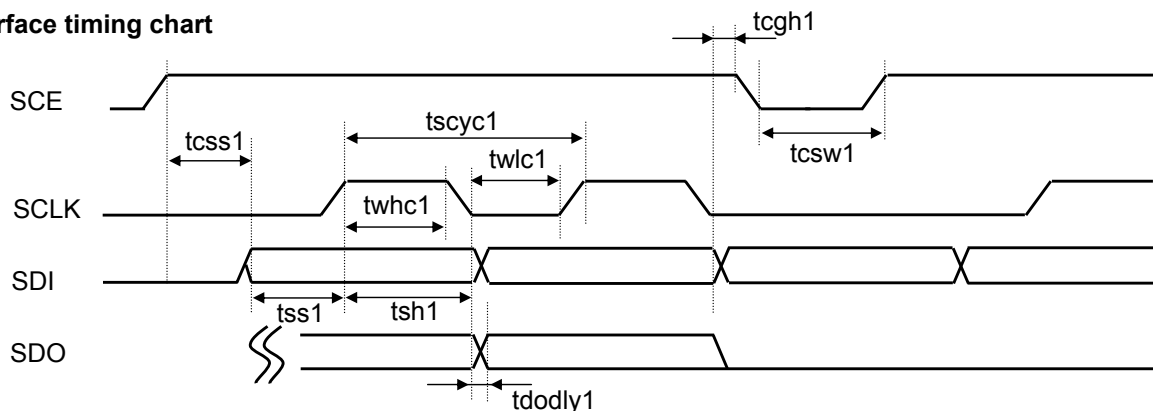 rface timing chart
tcgh1
SCE
tscyc1
tcss1
twlc1
tcsw1
SCLK
twhc1
SDI
tss1
tsh1
SDO
tdodly1